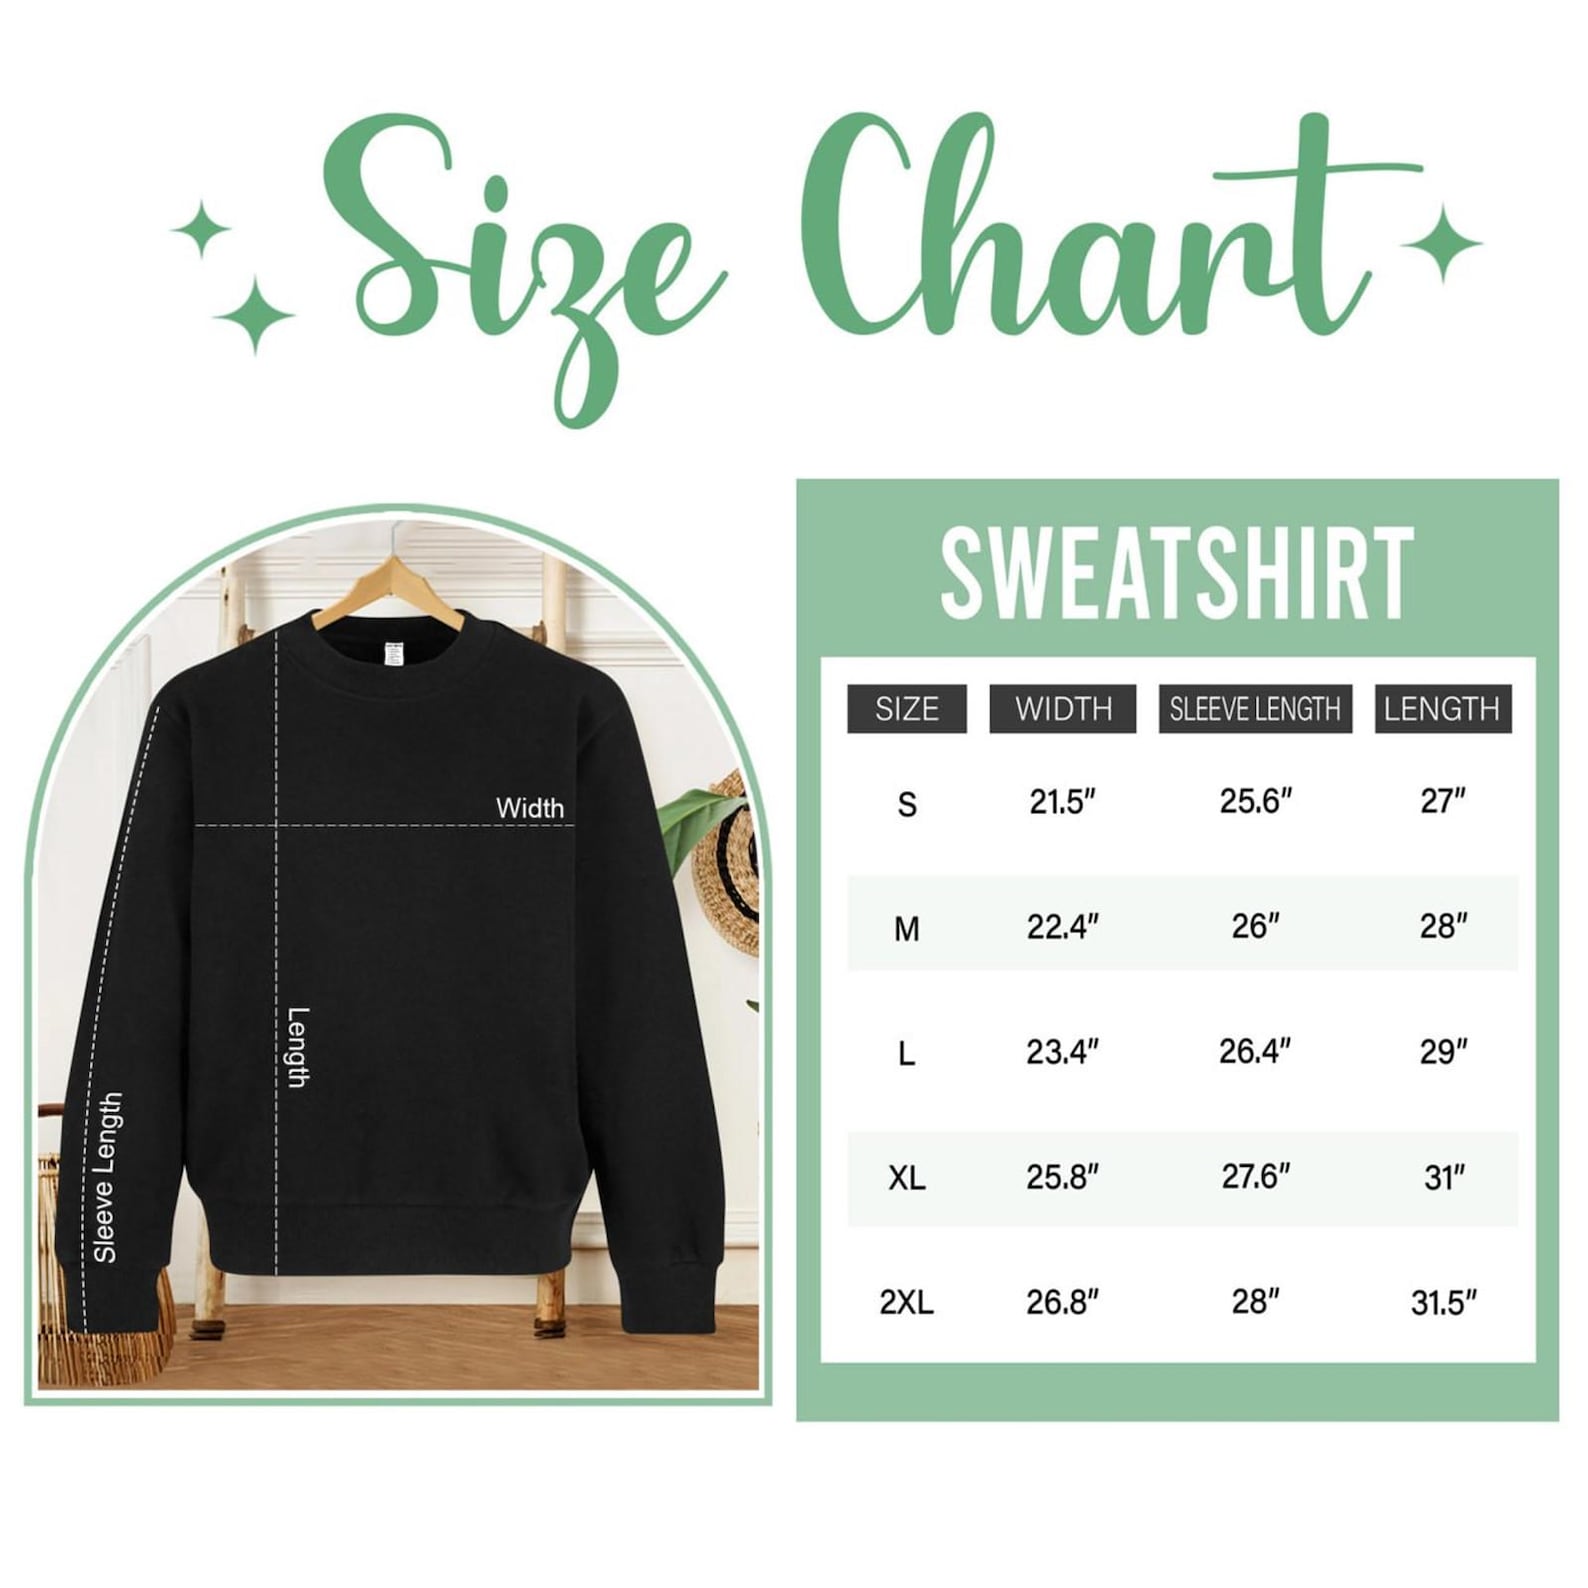 Size Chart
Width
Length
Sleeve Length
SWEATSHIRT
SIZE WIDTH SLEEVE LENGTH LENGTH
S 21.5" 25.6" 27"
M 22.4" 26" 28"
L 23.4" 26.4" 29"
XL 25.8" 27.6" 31"
2XL 26.8" 28" 31.5"